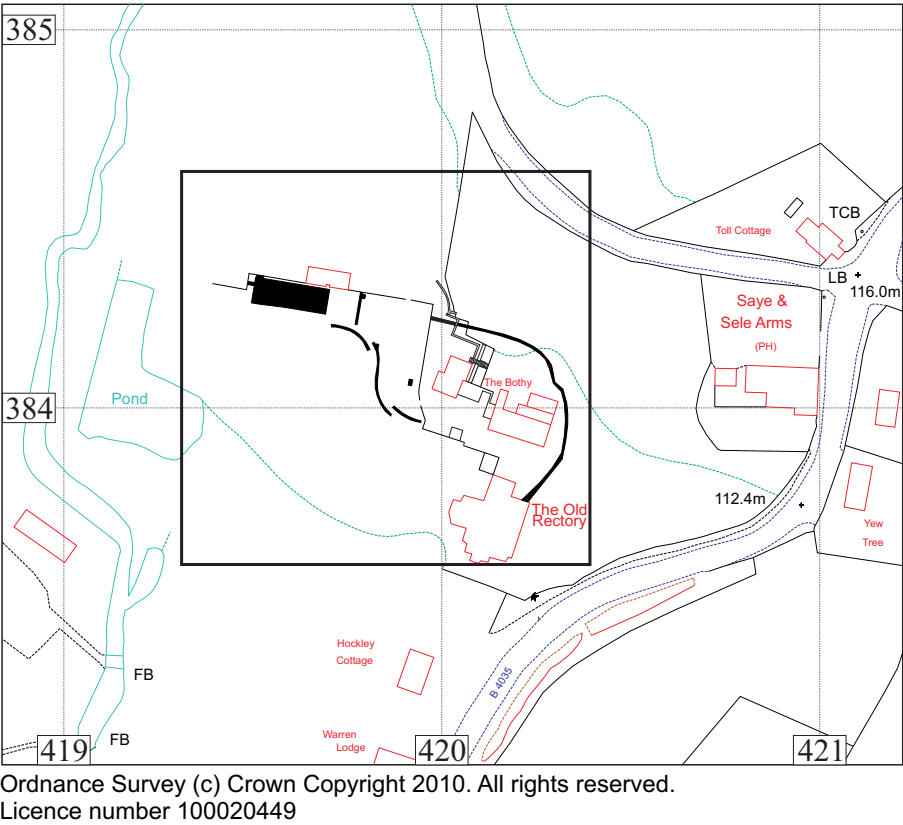 385
TCB
Toll Cottage
LB
116.0m
Saye &
Sele Arms
(PH)
The Bothy
Pond
384
112.4m
The Old
Rectory
Yew
Tree
Hockley
Cottage
FB
B 4035
Warren
Lodge
FB
419
420
421
Ordnance Survey (c) Crown Copyright 2010. All rights reserved.
Licence number 100020449